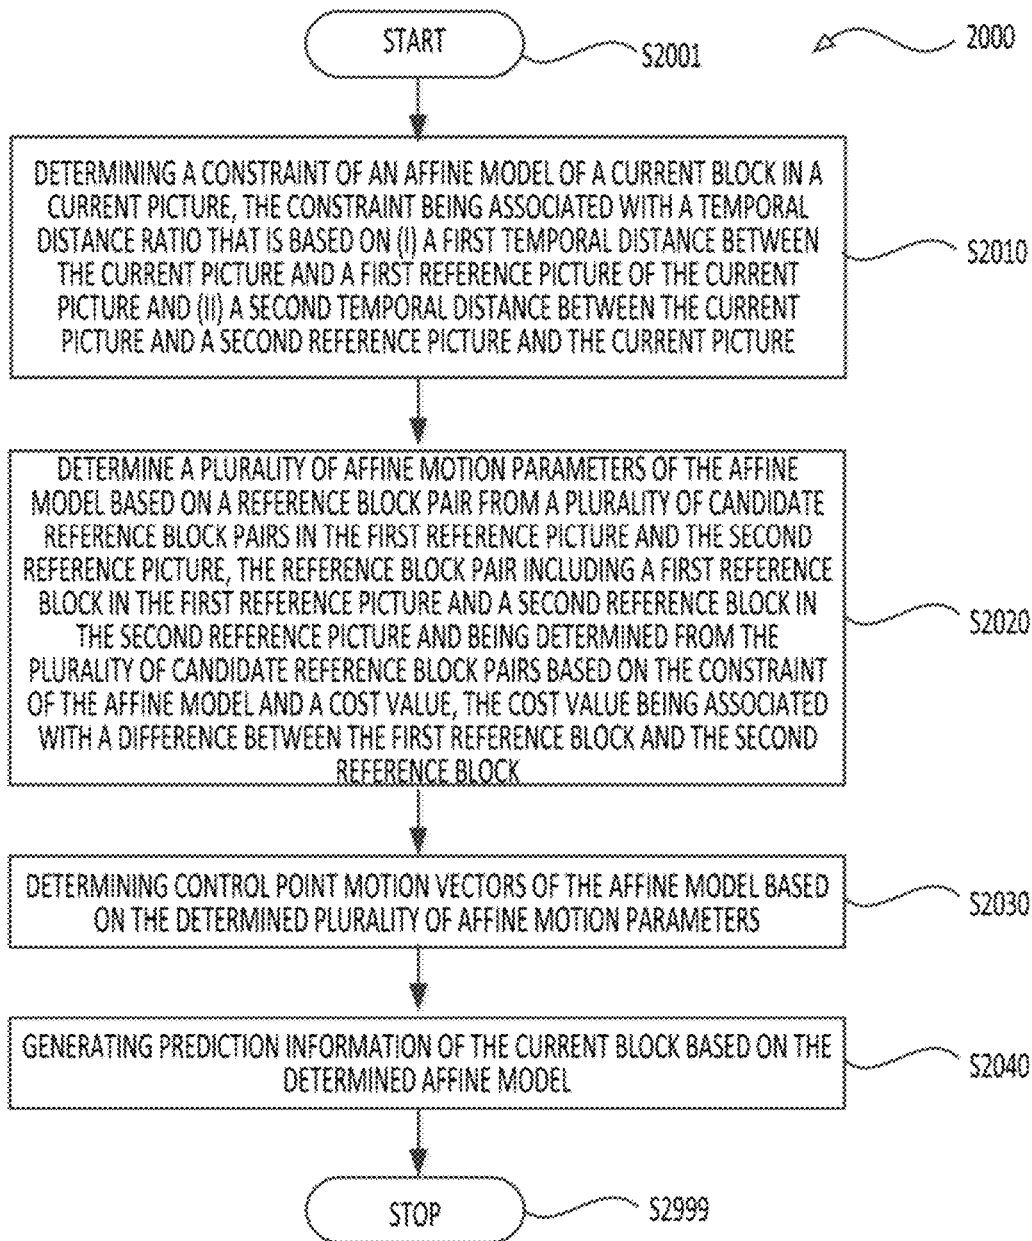 START
S2001
2000
DETERMINING A CONSTRAINT OF AN AFFINE MODEL OF A CURRENT BLOCK IN A
CURRENT PICTURE, THE CONSTRAINT BEING ASSOCIATED WITH A TEMPORAL
DISTANCE RATIO THAT IS BASED ON (I) A FIRST TEMPORAL DISTANCE BETWEEN
THE CURRENT PICTURE AND A FIRST REFERENCE PICTURE OF THE CURRENT
PICTURE AND (II) A SECOND TEMPORAL DISTANCE BETWEEN THE CURRENT
PICTURE AND A SECOND REFERENCE PICTURE AND THE CURRENT PICTURE
S2010
DETERMINE A PLURALITY OF AFFINE MOTION PARAMETERS OF THE AFFINE
MODEL BASED ON A REFERENCE BLOCK PAIR FROM A PLURALITY OF CANDIDATE
REFERENCE BLOCK PAIRS IN THE FIRST REFERENCE PICTURE AND THE SECOND
REFERENCE PICTURE, THE REFERENCE BLOCK PAIR INCLUDING A FIRST REFERENCE
BLOCK IN THE FIRST REFERENCE PICTURE AND A SECOND REFERENCE BLOCK IN
THE SECOND REFERENCE PICTURE AND BEING DETERMINED FROM THE
PLURALITY OF CANDIDATE REFERENCE BLOCK PAIRS BASED ON THE CONSTRAINT
OF THE AFFINE MODEL AND A COST VALUE, THE COST VALUE BEING ASSOCIATED
WITH A DIFFERENCE BETWEEN THE FIRST REFERENCE BLOCK AND THE SECOND
REFERENCE BLOCK
S2020
DETERMINING CONTROL POINT MOTION VECTORS OF THE AFFINE MODEL BASED
ON THE DETERMINED PLURALITY OF AFFINE MOTION PARAMETERS
S2030
GENERATING PREDICTION INFORMATION OF THE CURRENT BLOCK BASED ON THE
DETERMINED AFFINE MODEL
S2040
STOP
S2999